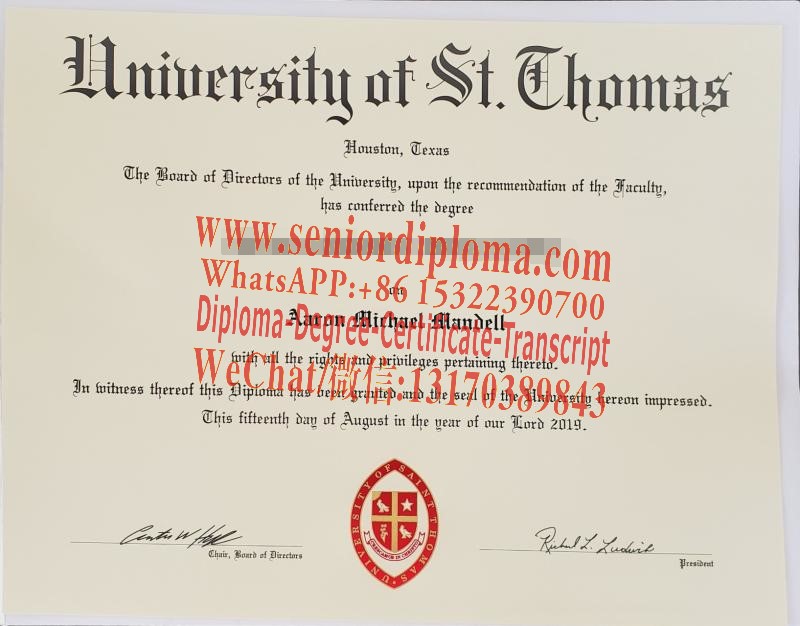 University of St. Thomas
Houston, Texas
The Board of Directors of the University, upon the recommendation of the Faculty,
has conferred the degree
www.seniordiploma.com
WhatsAPP:+86 15322390700
on
Aaron Michael Mandell
Diploma-Degree-Certificate-Transcript
with all the rights and privileges pertaining thereto.
WeChat/微信:13170389843
In witness thereof this Diploma has been granted and the seal of the University hereon impressed.
This fifteenth day of August in the year of our Lord 2019.
UNIVERSITY OF SAINT THOMAS
Chair, Board of Directors
President